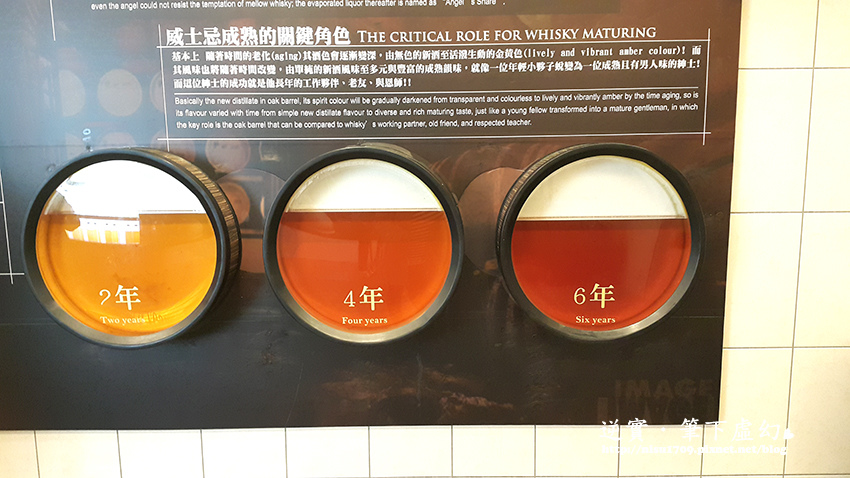 even the angel could not resist the temptation of mellow whisky; the evaporated liquor thereafter is named as "Angel's Share".
威士忌成熟的關鍵角色 THE CRITICAL ROLE FOR WHISKY MATURING
基本上 隨著時間的老化(aging)其酒色會逐漸變深，由無色的新酒至活潑生動的金黃色(lively and vibrant amber colour)! 而
其風味也將隨著時間改變，由單純的新酒風味至多元與豐富的成熟韻味，就像一位年輕小夥子蛻變為一位成熟且有男人味的紳士!
而這位紳士的成功就是他長年的工作夥伴、老友、與恩師!!
Basically the new distillate in oak barrel, its spirit colour will be gradually darkened from transparent and colourless to lively and vibrantly amber by the time aging, so is
its flavour varied with time from simple new distillate flavour to diverse and rich maturing taste, just like a young fellow transformed into a mature gentleman, in which
the key role is the oak barrel that can be compared to whisky's working partner, old friend, and respected teacher.
2年
Two years
4年
Four years
6年
Six years
IMAGE
筆下虛幻